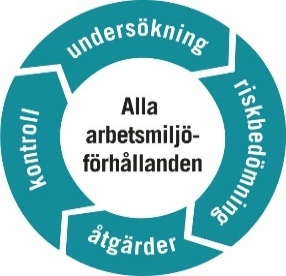 undersökning
riskbedömning
åtgärder
kontroll
Alla
arbetsmiljö-
förhållanden